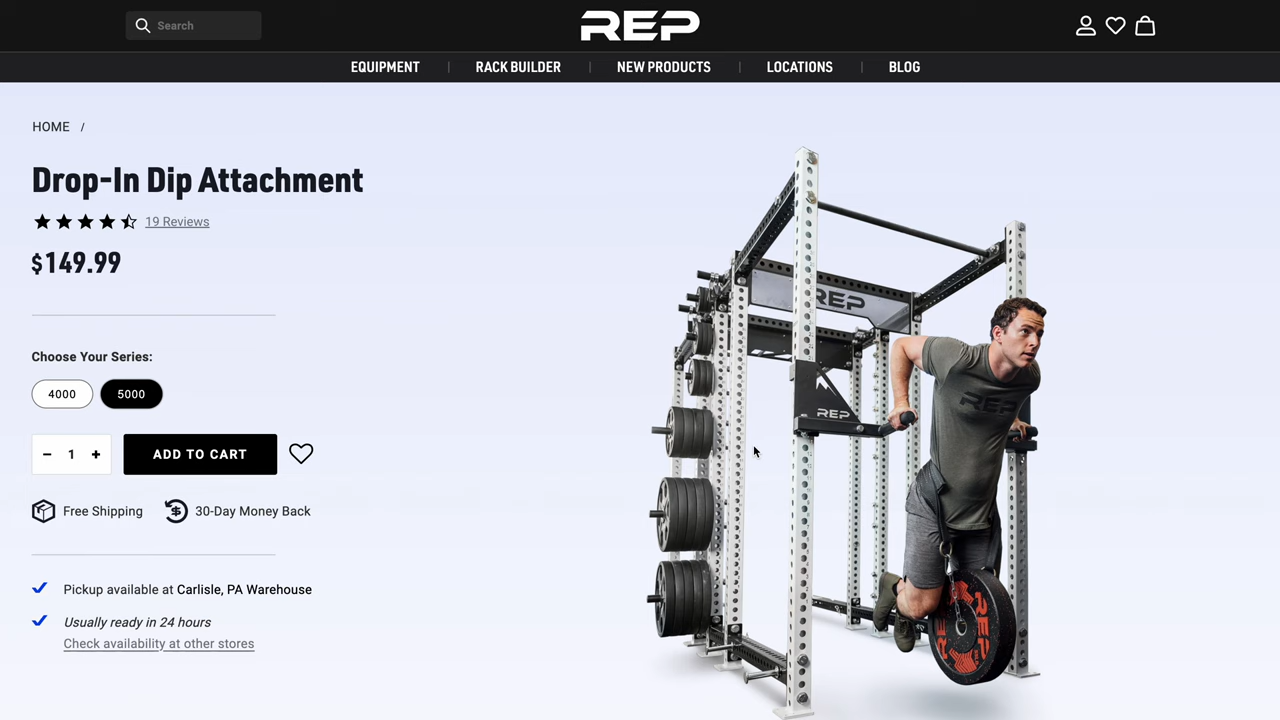 Search
REP
EQUIPMENT
RACK BUILDER
NEW PRODUCTS
LOCATIONS
BLOG
HOME /
Drop-In Dip Attachment
19 Reviews
$149.99
Choose Your Series:
4000
5000
- 1 +
ADD TO CART
Free Shipping
30-Day Money Back
Pickup available at Carlisle, PA Warehouse
Usually ready in 24 hours
Check availability at other stores
REP
REP
REP
REP